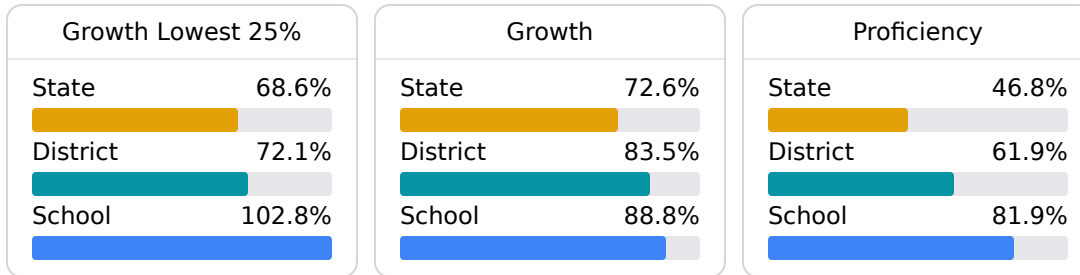 Growth Lowest 25%
State 68.6%
District 72.1%
School 102.8%
Growth
State 72.6%
District 83.5%
School 88.8%
Proficiency
State 46.8%
District 61.9%
School 81.9%